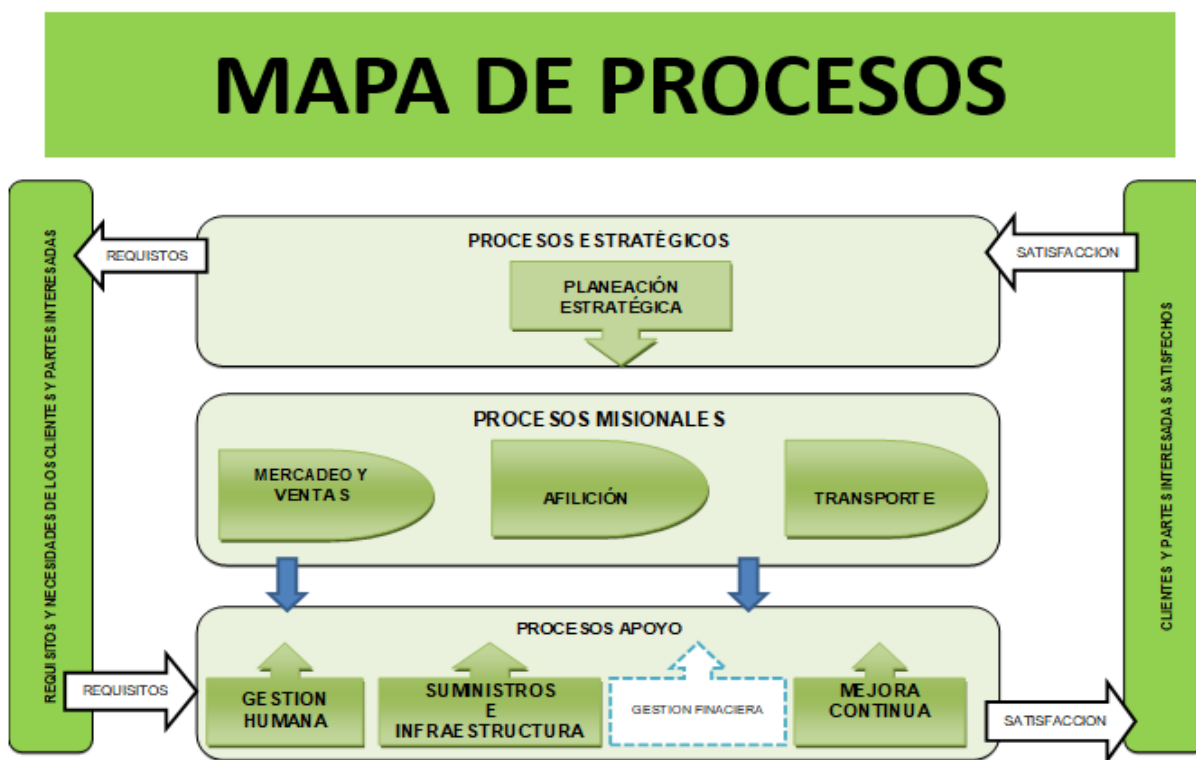 MAPA DE PROCESOS
REQUISITOS Y NECESIDADES DE LOS CLIENTES Y PARTES INTERESADAS
REQUISTOS
PROCESOS ESTRATÉGICOS
PLANEACIÓN
ESTRATÉGICA
SATISFACCION
PROCESOS MISIONALES
MERCADEO Y
VENTAS
AFILICIÓN
TRANSPORTE
PROCESOS APOYO
REQUISITOS
GESTION
HUMANA
SUMINISTROS
E
INFRAESTRUCTURA
GESTION FINACIERA
MEJORA
CONTINUA
SATISFACCION
CLIENTES Y PARTES INTERESADAS SATISFECHOS